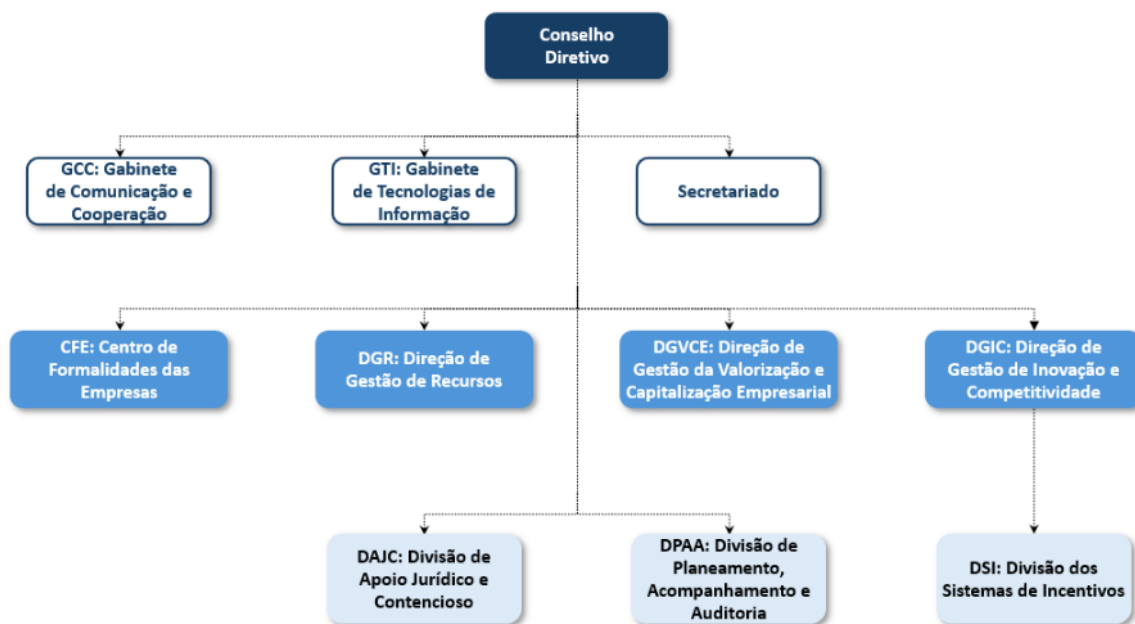 Conselho
Diretivo
GCC: Gabinete
de Comunicação e
Cooperação
GTI: Gabinete
de Tecnologias de
Informação
Secretariado
CFE: Centro de
Formalidades das
Empresas
DGR: Direção de
Gestão de Recursos
DGVCE: Direção de
Gestão da Valorização e
Capitalização Empresarial
DGIC: Direção de
Gestão de Inovação e
Competitividade
DAJC: Divisão de
Apoio Jurídico e
Contencioso
DPAA: Divisão de
Planeamento,
Acompanhamento e
Auditoria
DSI: Divisão dos
Sistemas de Incentivos